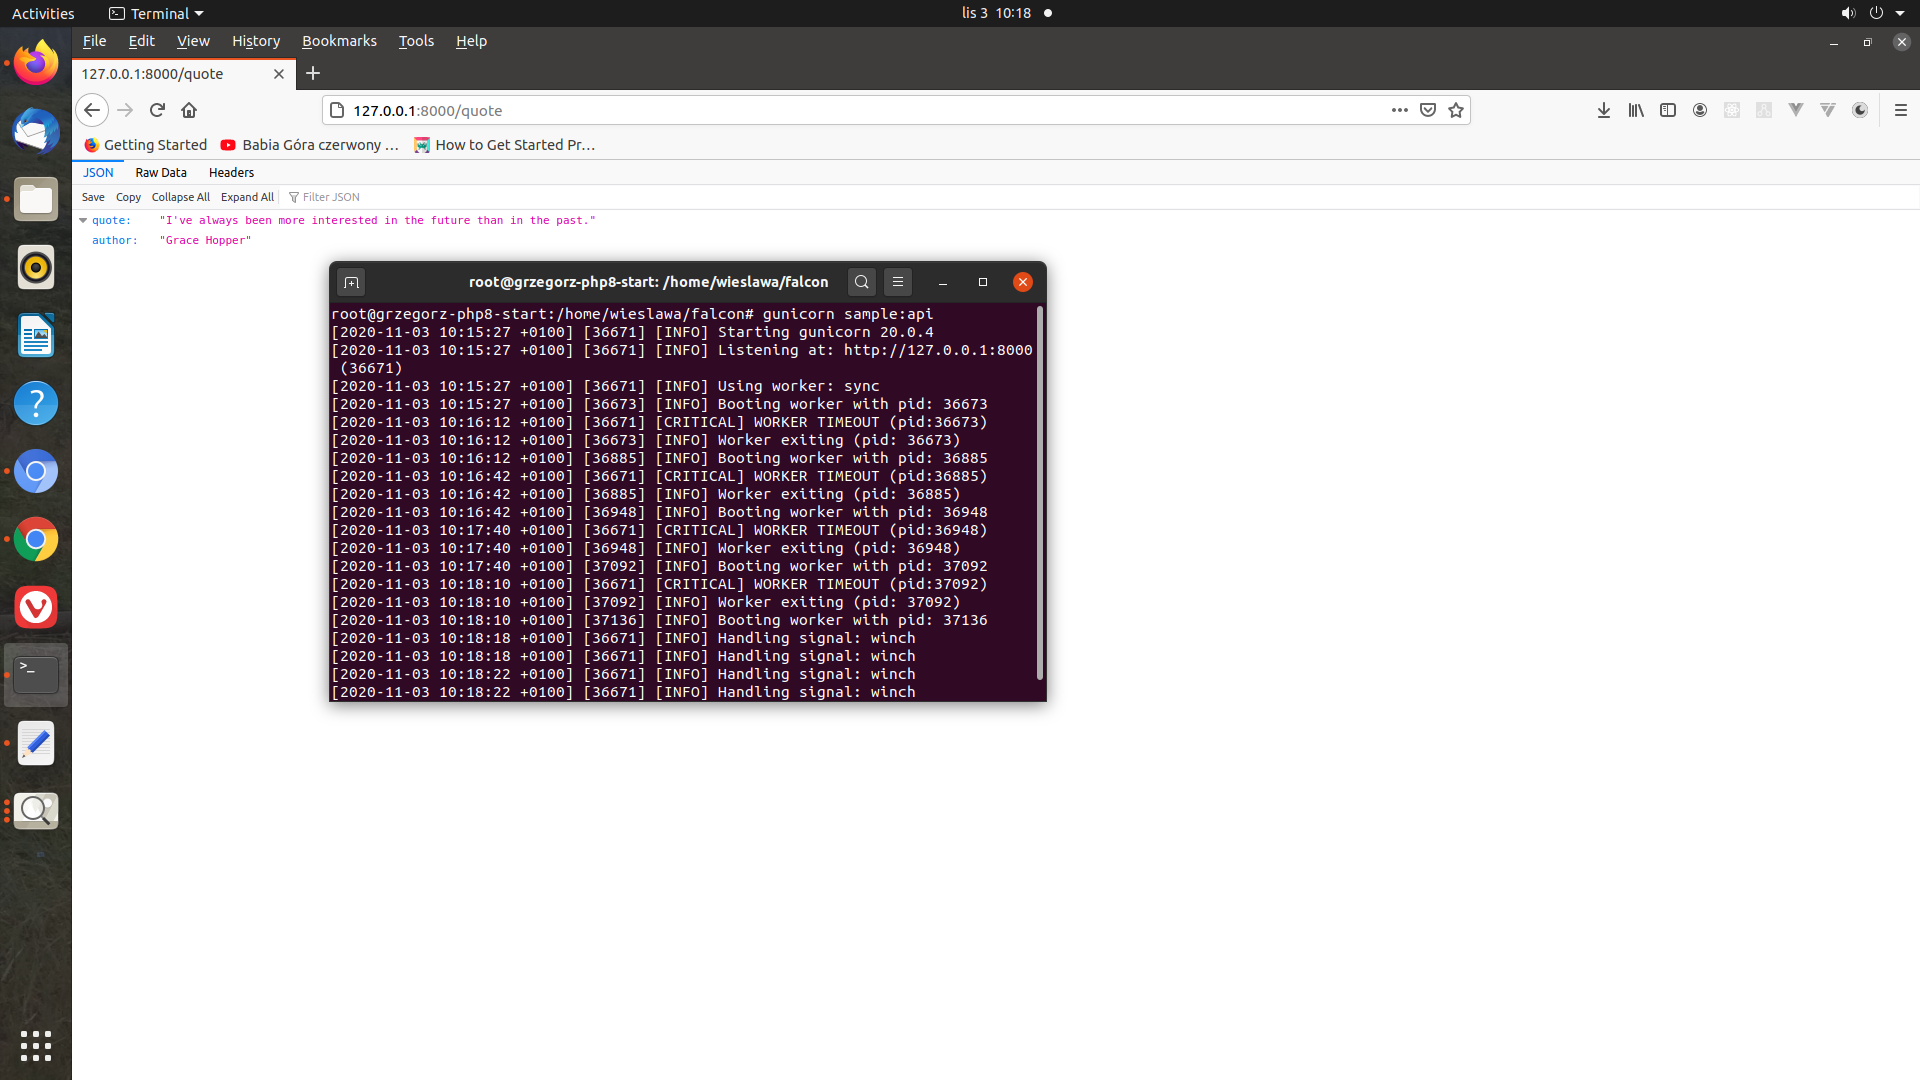 Activities
Terminal
lis 3 10:18
File Edit View History Bookmarks Tools Help
127.0.0.1:8000/quote
127.0.0.1:8000/quote
Getting Started
Babia Góra czerwony …
How to Get Started Pr…
JSON Raw Data Headers
Save Copy Collapse All Expand All Filter JSON
quote: "I've always been more interested in the future than in the past."
author: "Grace Hopper"
root@grzegorz-php8-start: /home/wieslawa/falcon
root@grzegorz-php8-start:/home/wieslawa/falcon# gunicorn sample:api
[2020-11-03 10:15:27 +0100] [36671] [INFO] Starting gunicorn 20.0.4
[2020-11-03 10:15:27 +0100] [36671] [INFO] Listening at: http://127.0.0.1:8000
(36671)
[2020-11-03 10:15:27 +0100] [36671] [INFO] Using worker: sync
[2020-11-03 10:15:27 +0100] [36673] [INFO] Booting worker with pid: 36673
[2020-11-03 10:16:12 +0100] [36671] [CRITICAL] WORKER TIMEOUT (pid:36673)
[2020-11-03 10:16:12 +0100] [36673] [INFO] Worker exiting (pid: 36673)
[2020-11-03 10:16:12 +0100] [36885] [INFO] Booting worker with pid: 36885
[2020-11-03 10:16:42 +0100] [36671] [CRITICAL] WORKER TIMEOUT (pid:36885)
[2020-11-03 10:16:42 +0100] [36885] [INFO] Worker exiting (pid: 36885)
[2020-11-03 10:16:42 +0100] [36948] [INFO] Booting worker with pid: 36948
[2020-11-03 10:17:40 +0100] [36671] [CRITICAL] WORKER TIMEOUT (pid:36948)
[2020-11-03 10:17:40 +0100] [36948] [INFO] Worker exiting (pid: 36948)
[2020-11-03 10:17:40 +0100] [37092] [INFO] Booting worker with pid: 37092
[2020-11-03 10:18:10 +0100] [36671] [CRITICAL] WORKER TIMEOUT (pid:37092)
[2020-11-03 10:18:10 +0100] [37092] [INFO] Worker exiting (pid: 37092)
[2020-11-03 10:18:10 +0100] [37136] [INFO] Booting worker with pid: 37136
[2020-11-03 10:18:18 +0100] [36671] [INFO] Handling signal: winch
[2020-11-03 10:18:18 +0100] [36671] [INFO] Handling signal: winch
[2020-11-03 10:18:22 +0100] [36671] [INFO] Handling signal: winch
[2020-11-03 10:18:22 +0100] [36671] [INFO] Handling signal: winch